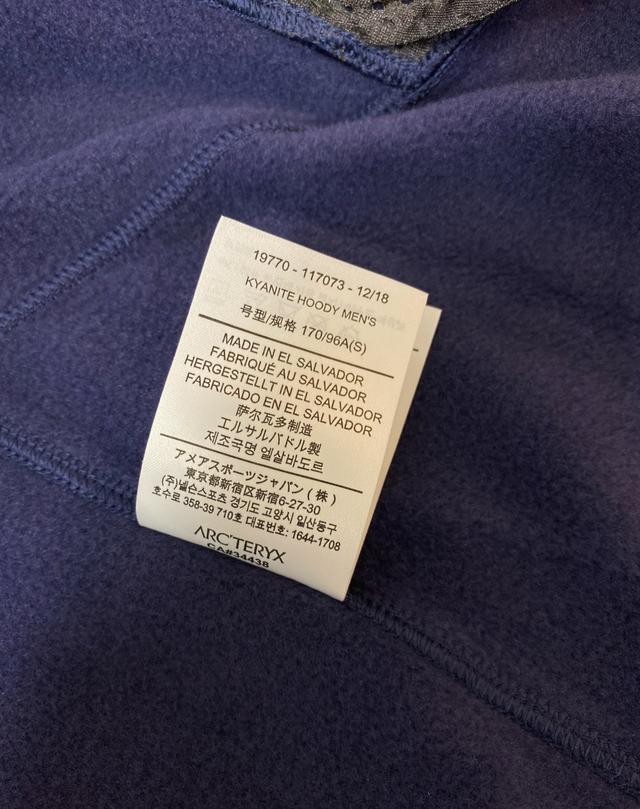 19770 - 117073 - 12/18
KYANITE HOODY MEN'S
号型/规格 170/96A(S)
MADE IN EL SALVADOR
FABRIQUÉ AU SALVADOR
HERGESTELLT IN EL SALVADOR
FABRICADO EN EL SALVADOR
萨尔瓦多制造
エルサルバドル製
제조국명 엘살바도르
アメアスポーツジャパン (株)
東京都新宿区新宿6-27-30
(주)넬슨스포츠 경기도 고양시 일산동구
호수로 358-39 710호 대표번호: 1644-1708
ARC'TERYX
CA#34438